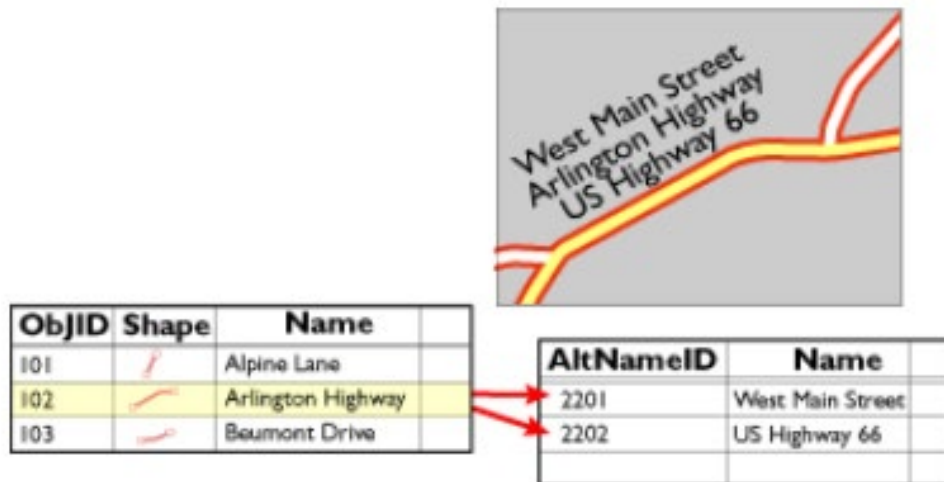 West Main Street
Arlington Highway
US Highway 66
ObJID Shape Name
101 Alpine Lane
102 Arlington Highway
103 Beumont Drive
AltNameID Name
2201 West Main Street
2202 US Highway 66